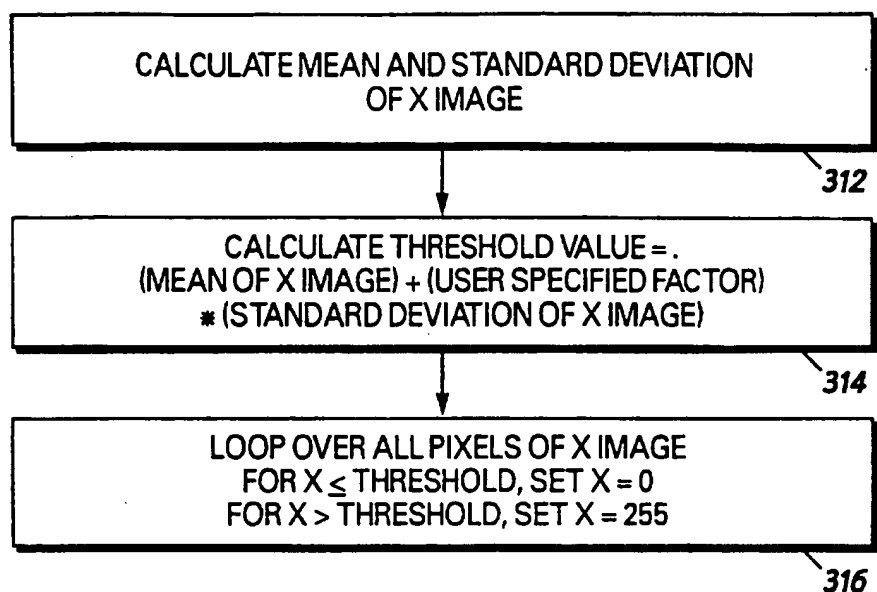 CALCULATE MEAN AND STANDARD DEVIATION
OF X IMAGE
312
CALCULATE THRESHOLD VALUE = .
(MEAN OF X IMAGE) + (USER SPECIFIED FACTOR)
* (STANDARD DEVIATION OF X IMAGE)
314
LOOP OVER ALL PIXELS OF X IMAGE
FOR X ≤ THRESHOLD, SET X = 0
FOR X > THRESHOLD, SET X = 255
316